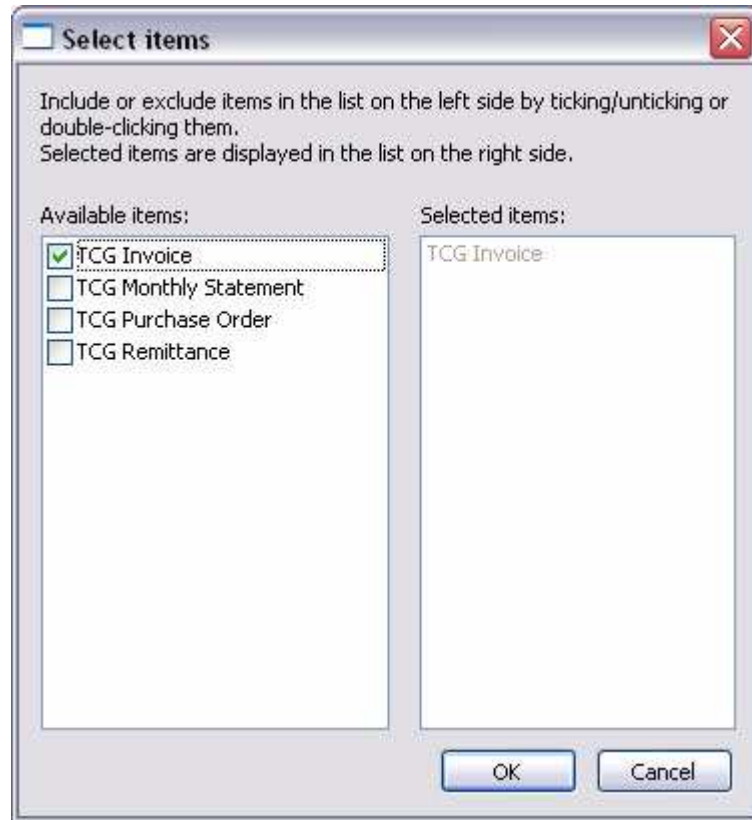 Select items
Include or exclude items in the list on the left side by ticking/unticking or
double-clicking them.
Selected items are displayed in the list on the right side.
Available items:
TCG Invoice
TCG Monthly Statement
TCG Purchase Order
TCG Remittance
Selected items:
TCG Invoice
OK
Cancel